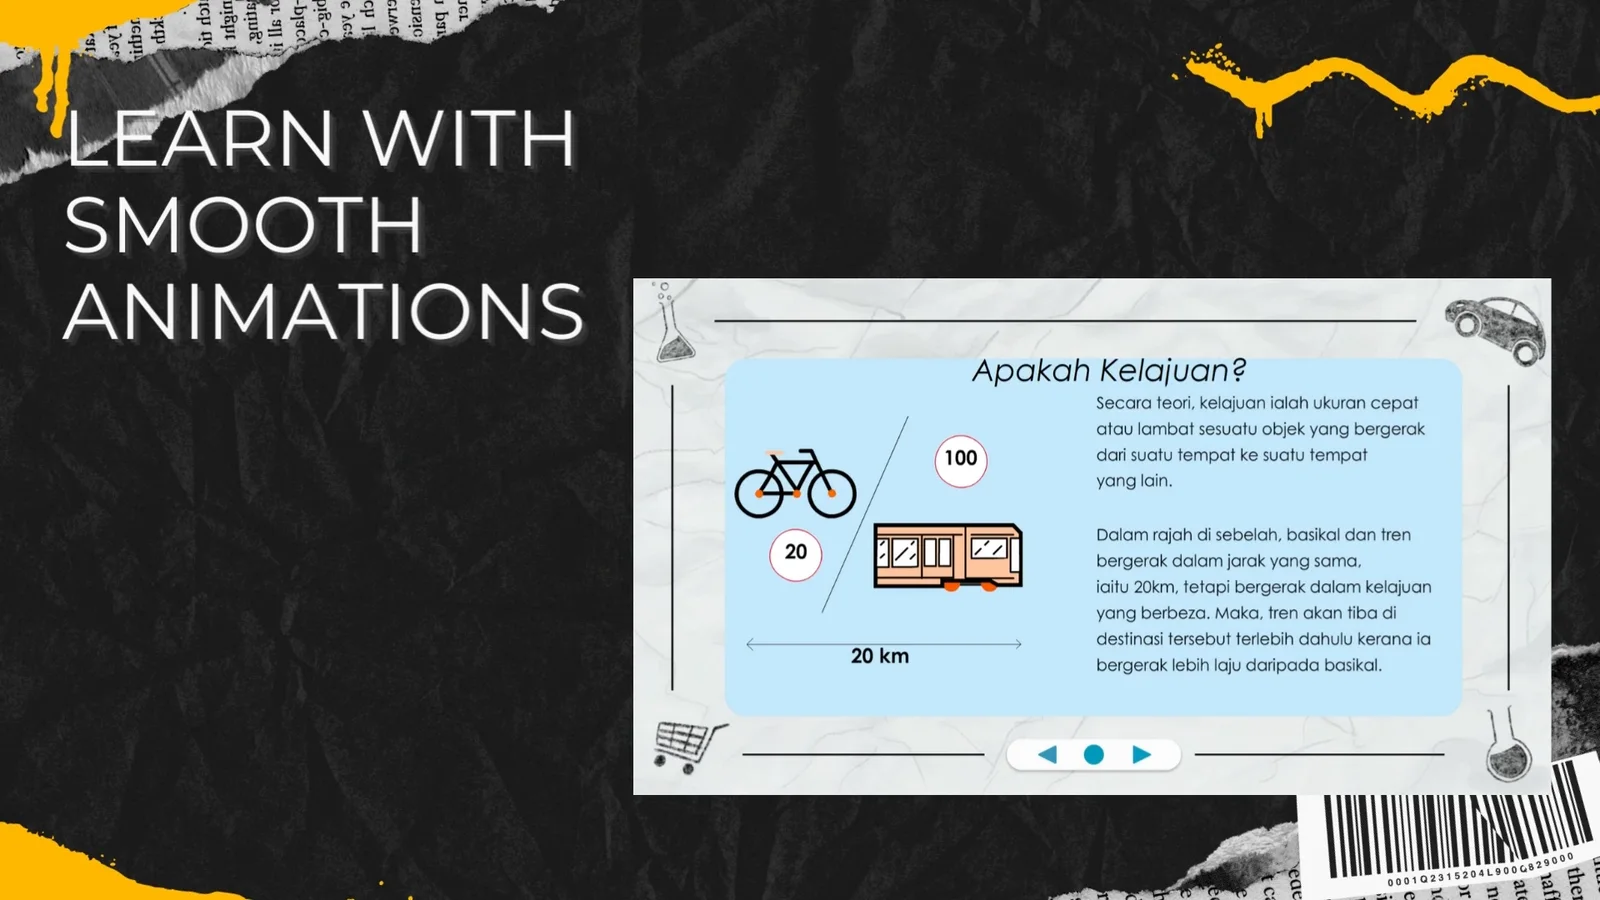 LEARN WITH
SMOOTH
ANIMATIONS
Apakah Kelajuan?
Secara teori, kelajuan ialah ukuran cepat
atau lambat sesuatu objek yang bergerak
dari suatu tempat ke suatu tempat
yang lain.
Dalam rajah di sebelah, basikal dan tren
bergerak dalam jarak yang sama,
iaitu 20km, tetapi bergerak dalam kelajuan
yang berbeza. Maka, tren akan tiba di
destinasi tersebut terlebih dahulu kerana ia
bergerak lebih laju daripada basikal.
100
20
20 km
0001Q2315204L900Q829000